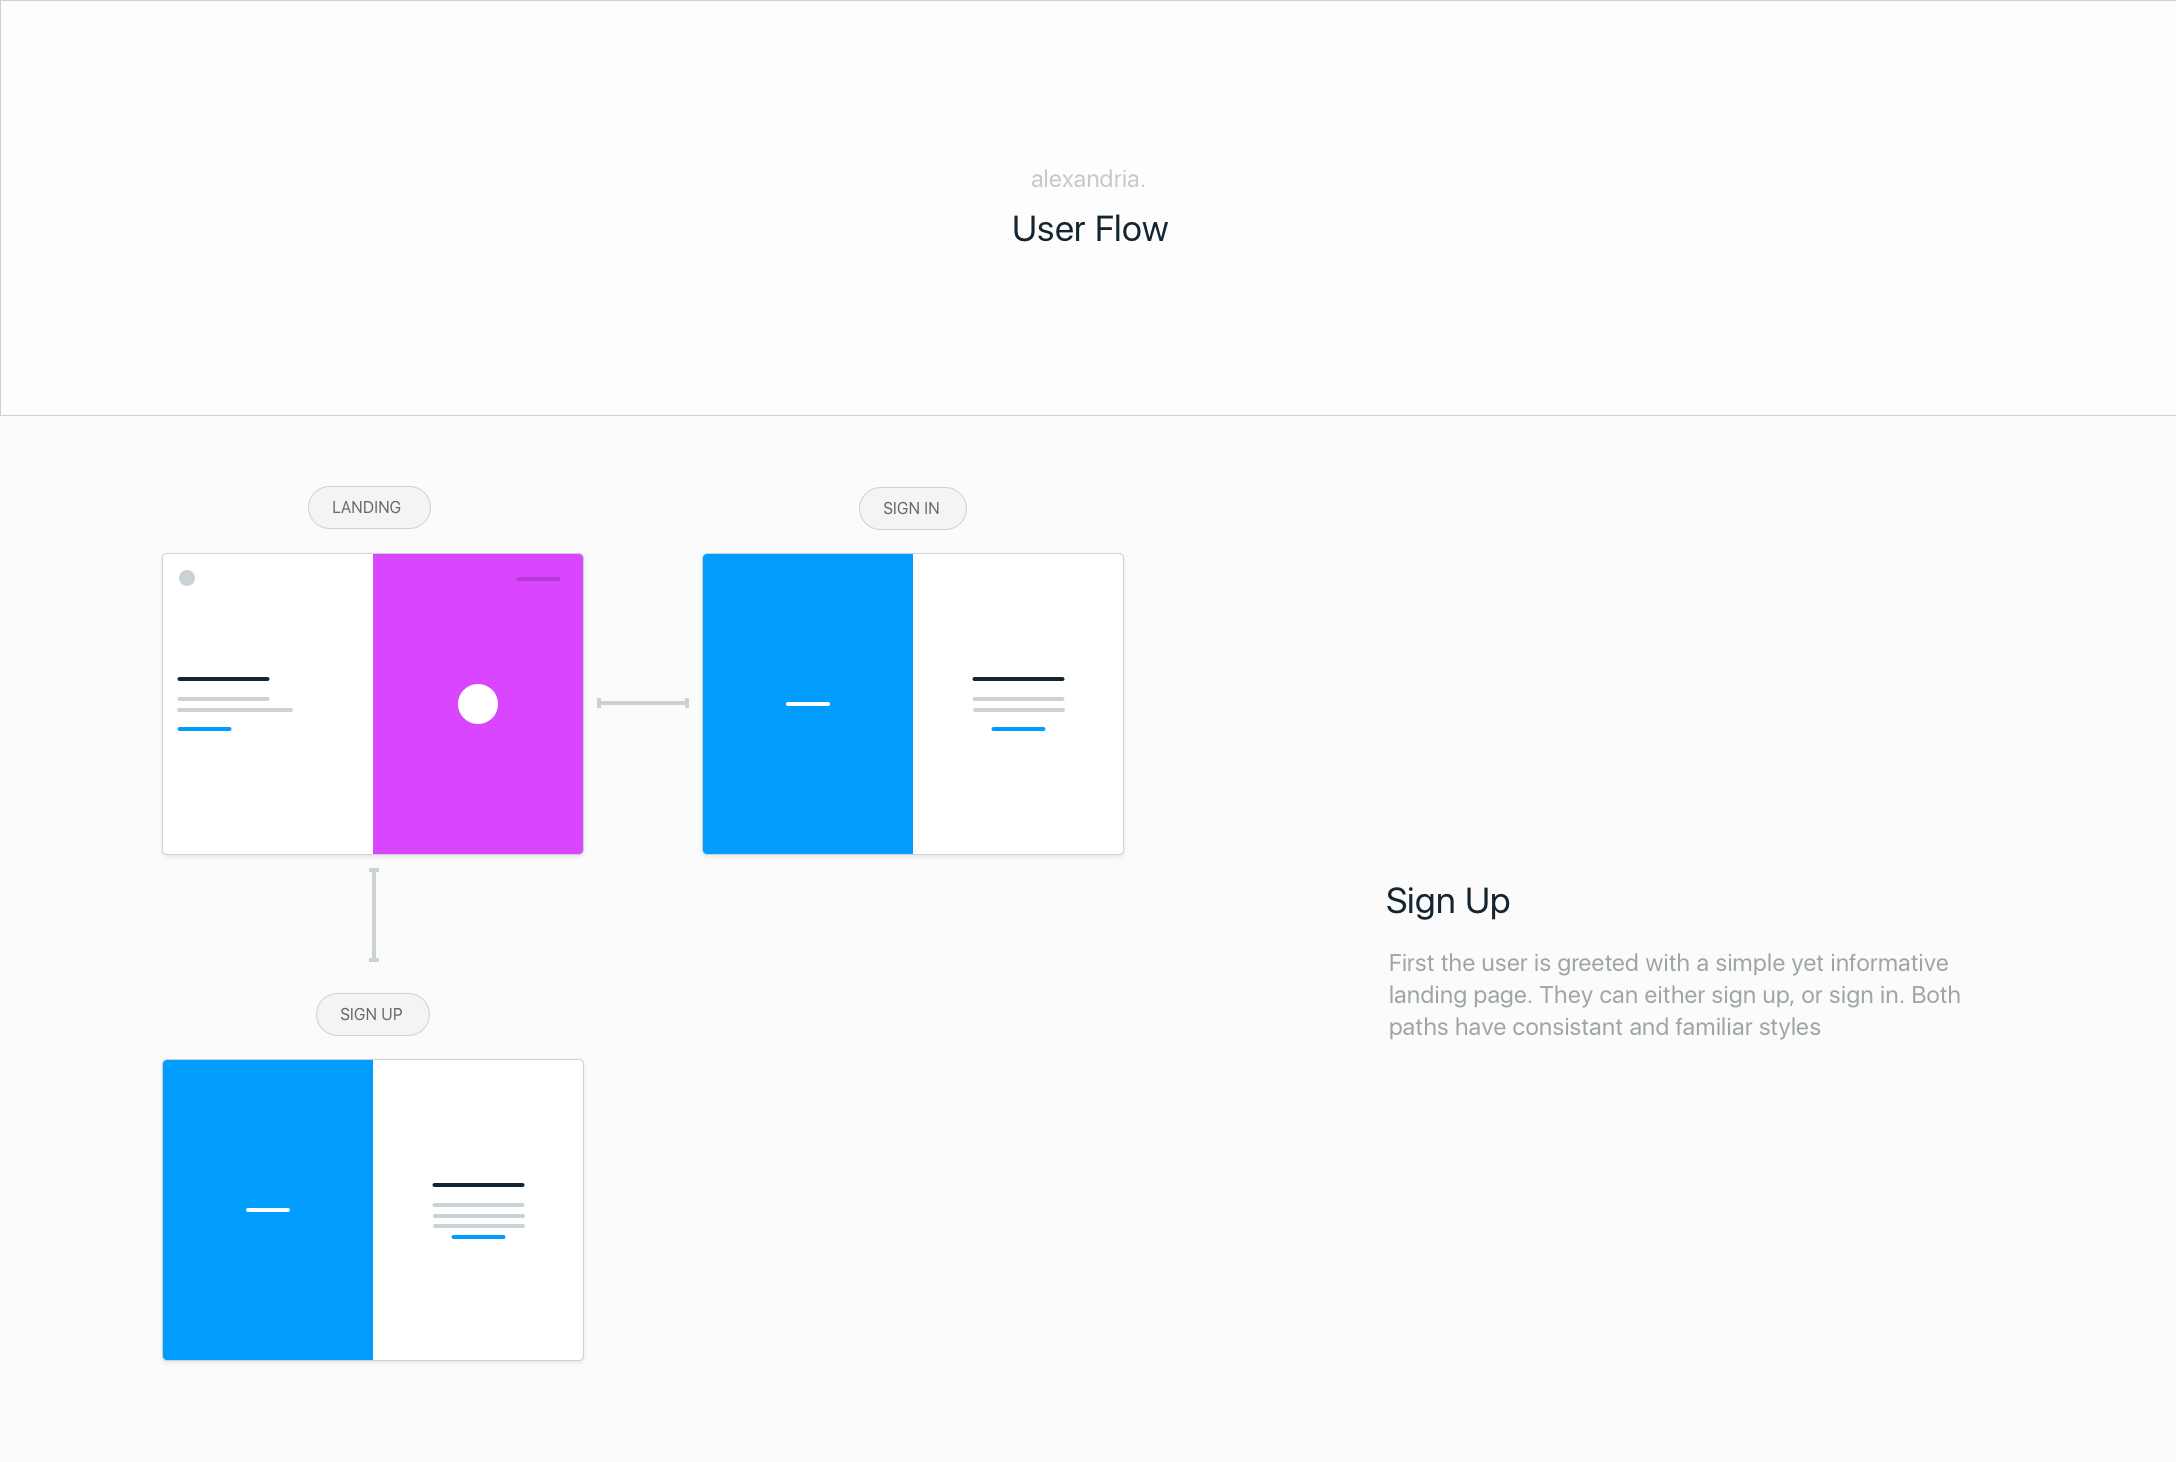 alexandria.
User Flow
LANDING
SIGN IN
Sign Up
First the user is greeted with a simple yet informative
landing page. They can either sign up, or sign in. Both
paths have consistant and familiar styles
SIGN UP